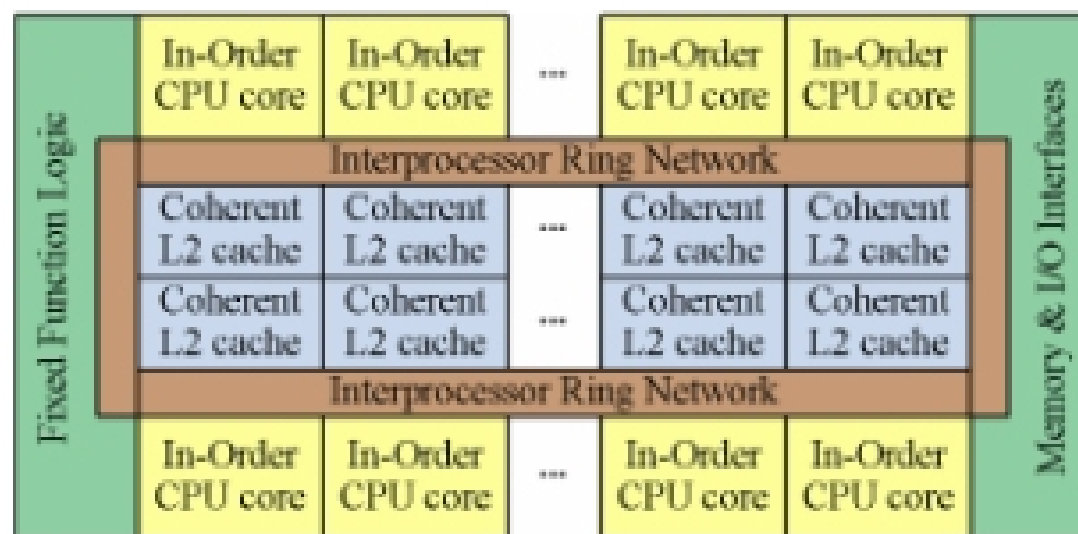 Fixed Function Logic
In-Order
CPU core
In-Order
CPU core
...
In-Order
CPU core
In-Order
CPU core
Interprocessor Ring Network
Coherent
L2 cache
Coherent
L2 cache
...
Coherent
L2 cache
Coherent
L2 cache
Coherent
L2 cache
Coherent
L2 cache
...
Coherent
L2 cache
Coherent
L2 cache
Interprocessor Ring Network
In-Order
CPU core
In-Order
CPU core
...
In-Order
CPU core
In-Order
CPU core
Memory & I/O Interfaces